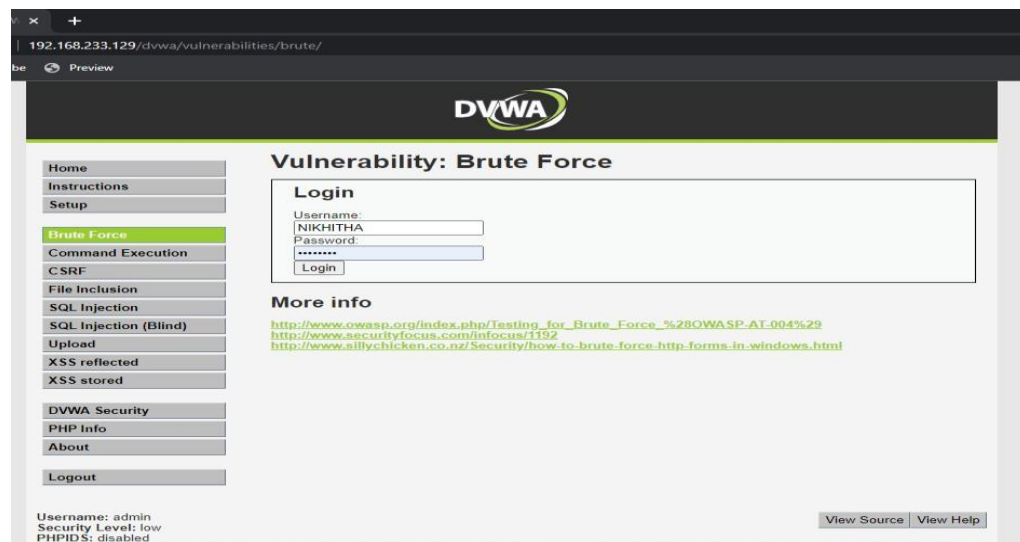 192.168.233.129/dvwa/vulnerabilities/brute/
be Preview
DVWA
Home
Instructions
Setup
Brute Force
Command Execution
CSRF
File Inclusion
SQL Injection
SQL Injection (Blind)
Upload
XSS reflected
XSS stored
DVWA Security
PHP Info
About
Logout
Vulnerability: Brute Force
Login
Username:
NIKHITHA
Password:
••••••••
Login
More info
http://www.owasp.org/index.php/Testing_for_Brute_Force_%28OWASP-AT-004%29
http://www.securityfocus.com/infocus/1192
http://www.sillychicken.co.nz/Security/how-to-brute-force-http-forms-in-windows.html
Username: admin
Security Level: low
PHPIDS: disabled
View Source View Help